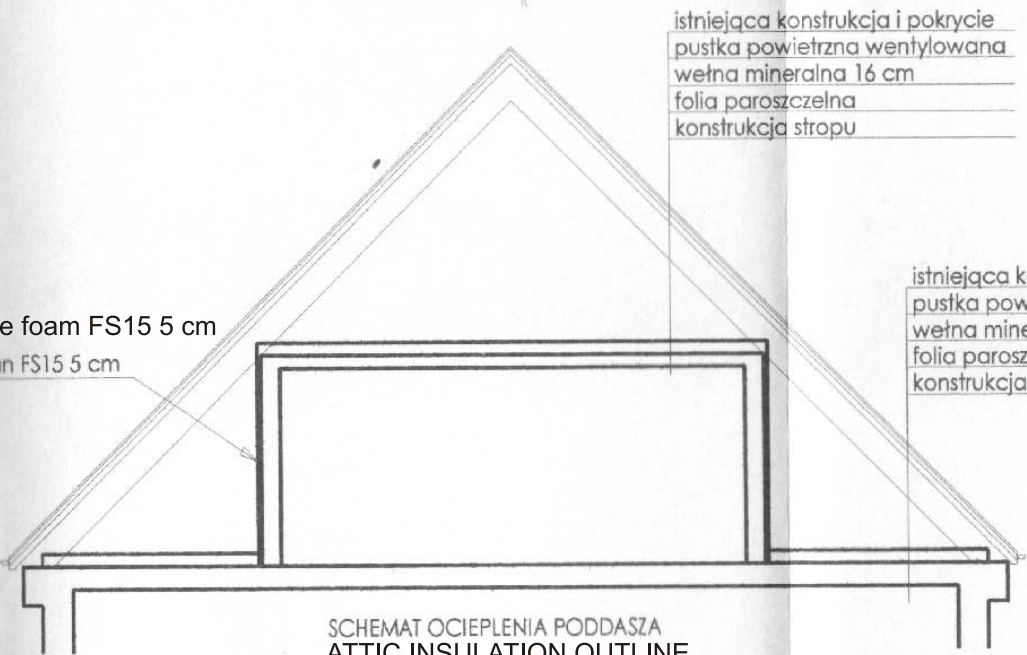 istniejąca konstrukcja i pokrycie
pustka powietrzna wentylowana
wełna mineralna 16 cm
folia paroszczelna
konstrukcja stropu
istniejąca k
pustka pow
wełna mine
folia parosz
konstrukcja
e foam FS15 5 cm
n FS15 5 cm
SCHEMAT OCIEPLENIA PODDASZA
ATTIC INSULATION OUTLINE